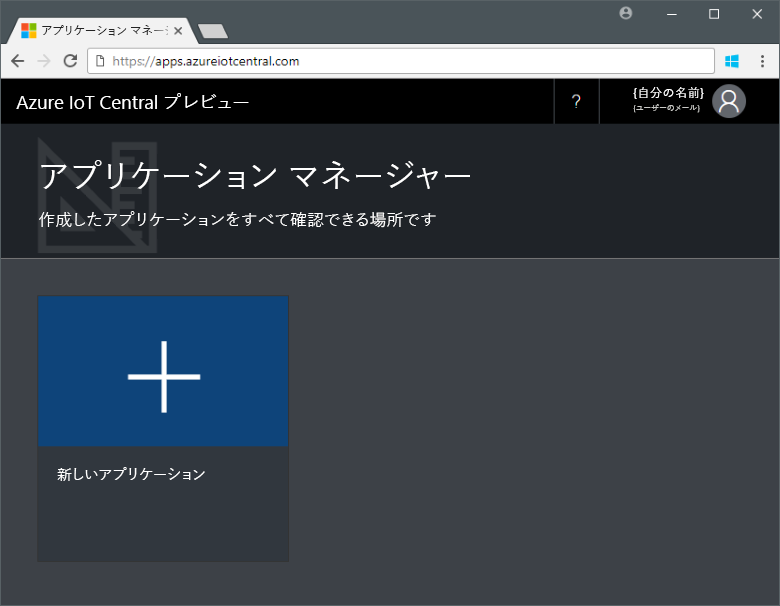 アプリケーション マネー
https://apps.azureiotcentral.com
Azure IoT Central プレビュー
?
{自分の名前}
{ユーザーのメール}
アプリケーション マネージャー
作成したアプリケーションをすべて確認できる場所です
新しいアプリケーション